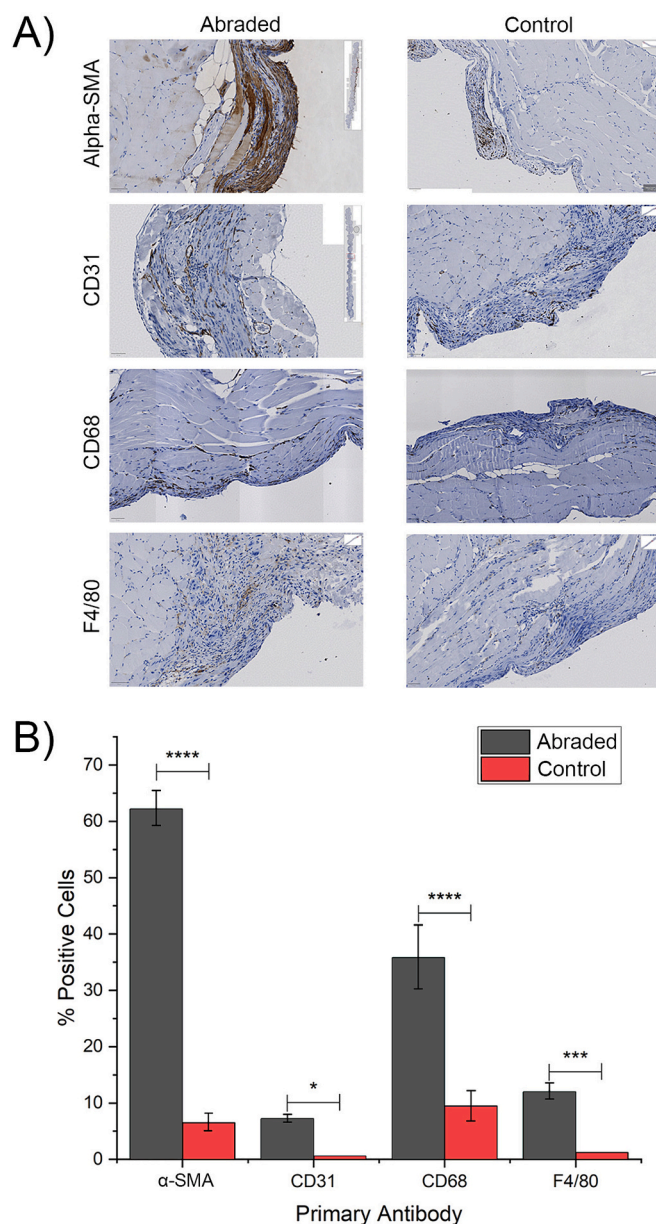 A)
Abraded
Control
Alpha-SMA
CD31
CD68
F4/80
B)
Abraded
Control
% Positive Cells
70
60
50
40
30
20
10
0
****
*
****
***
α-SMA
CD31
CD68
F4/80
Primary Antibody